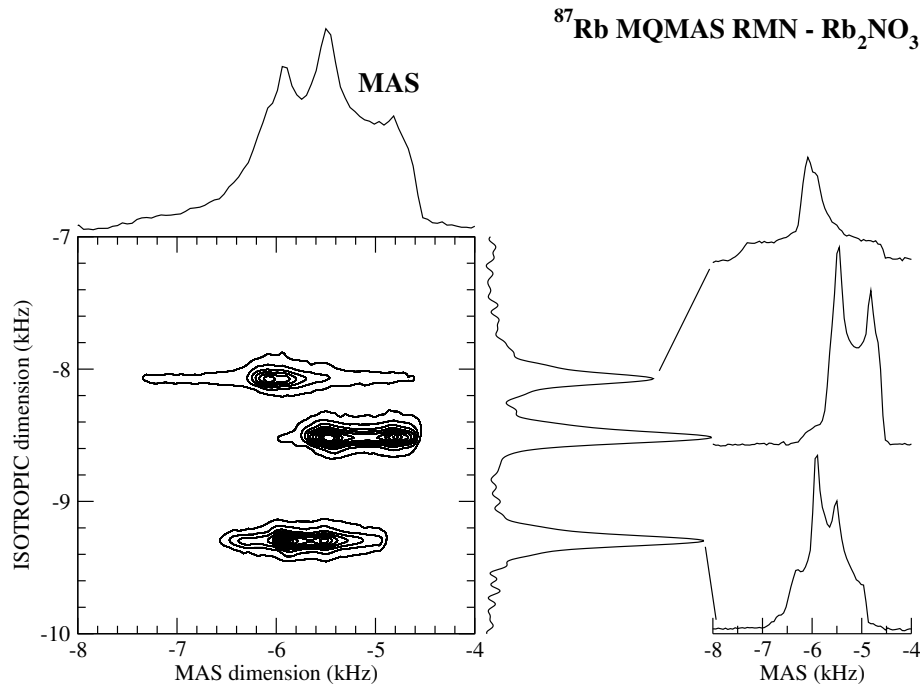 ⁸⁷Rb MQMAS RMN - Rb₂NO₃
MAS
-7
-8
-9
-10
ISOTROPIC dimension (kHz)
-8 -7 -6 -5 -4
MAS dimension - (kHz)
-8 -7 -6 -5 -4
MAS (kHz)